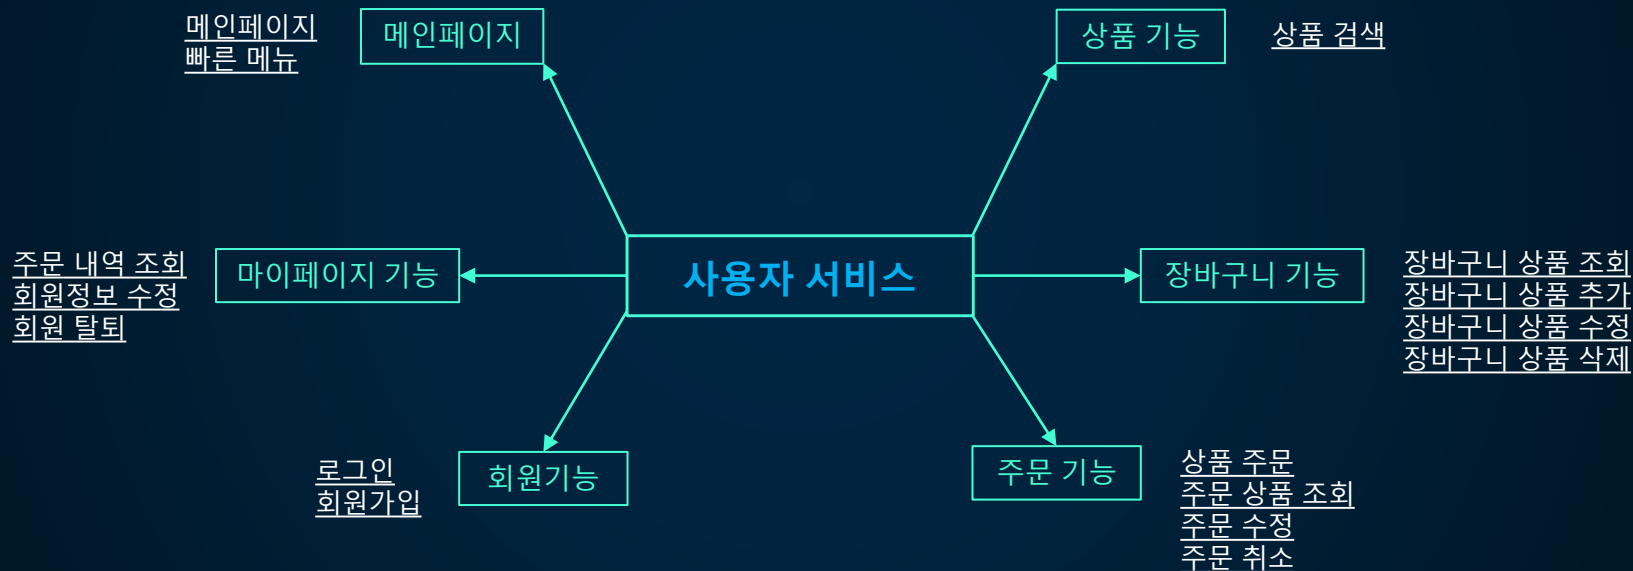 메인페이지
빠른 메뉴
메인페이지
상품 기능
상품 검색
주문 내역 조회
회원정보 수정
회원 탈퇴
마이페이지 기능
사용자 서비스
장바구니 기능
장바구니 상품 조회
장바구니 상품 추가
장바구니 상품 수정
장바구니 상품 삭제
로그인
회원가입
회원기능
주문 기능
상품 주문
주문 상품 조회
주문 수정
주문 취소